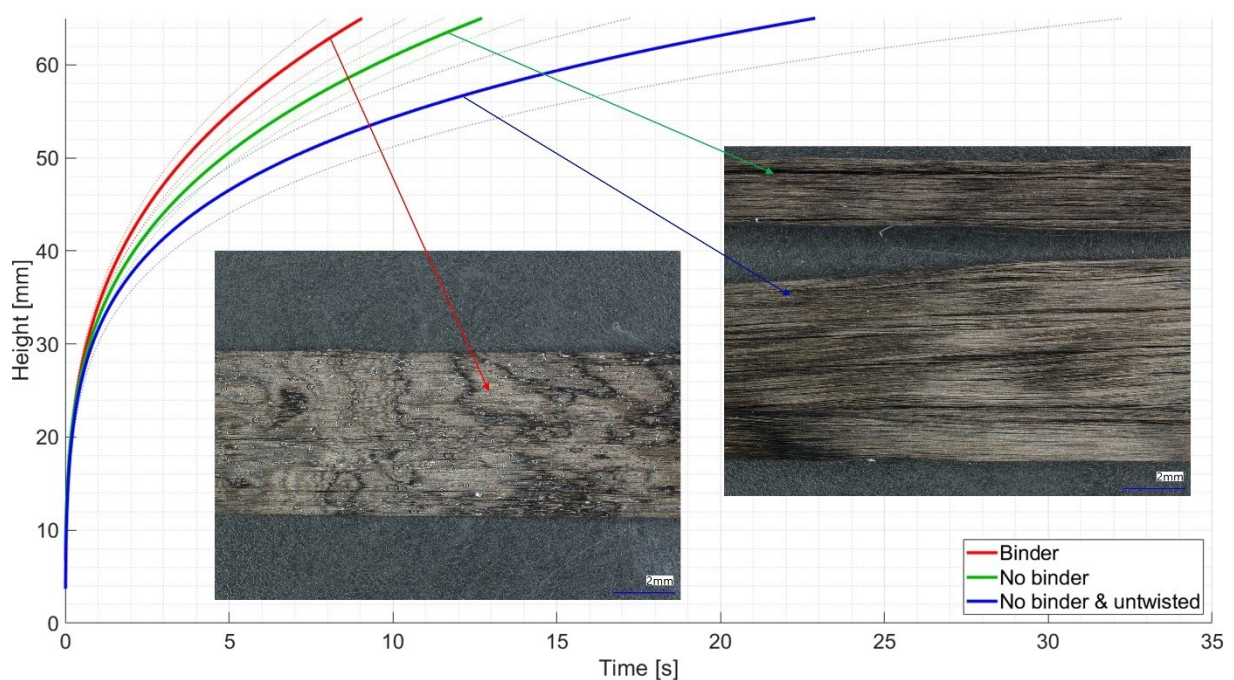 Height [mm]
60
50
40
30
20
10
0
2mm
2mm
Binder
No binder
No binder & untwisted
0 5 10 15 20 25 30 35
Time [s]